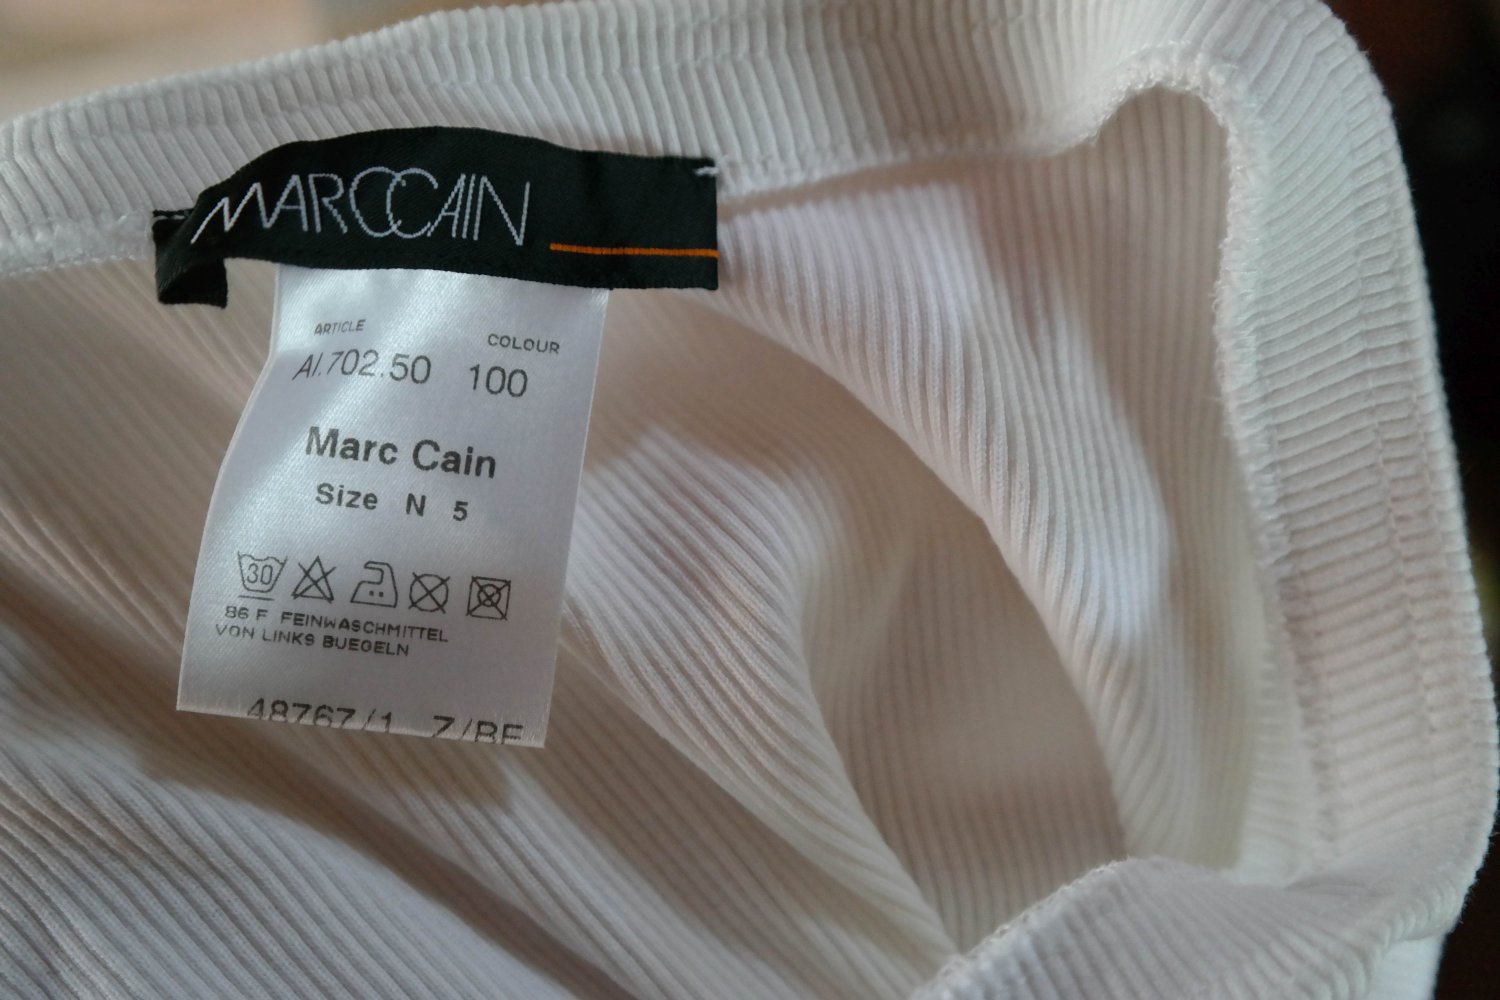 MARCCAIN
ARTICLE COLOUR
AI.702.50 100
Marc Cain
Size N 5
30
86 F FEINWASCHMITTEL
VON LINKS BUEGELN
48767/1 Z/BE